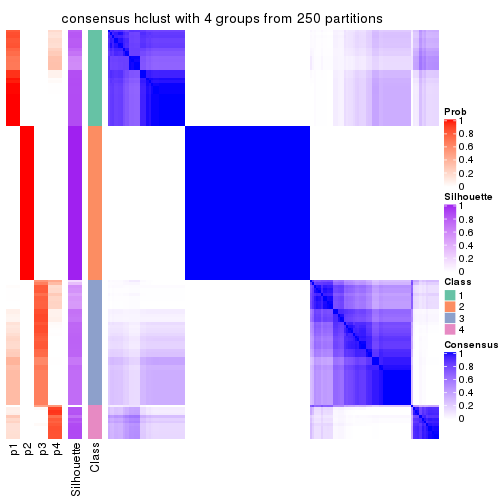 consensus hclust with 4 groups from 250 partitions
Prob
1
0.8
0.6
0.4
0.2
0
Silhouette
1
0.8
0.6
0.4
0.2
0
Class
1
2
3
4
Consensus
1
0.8
0.6
0.4
0.2
0
p1
p2
p3
p4
Silhouette
Class